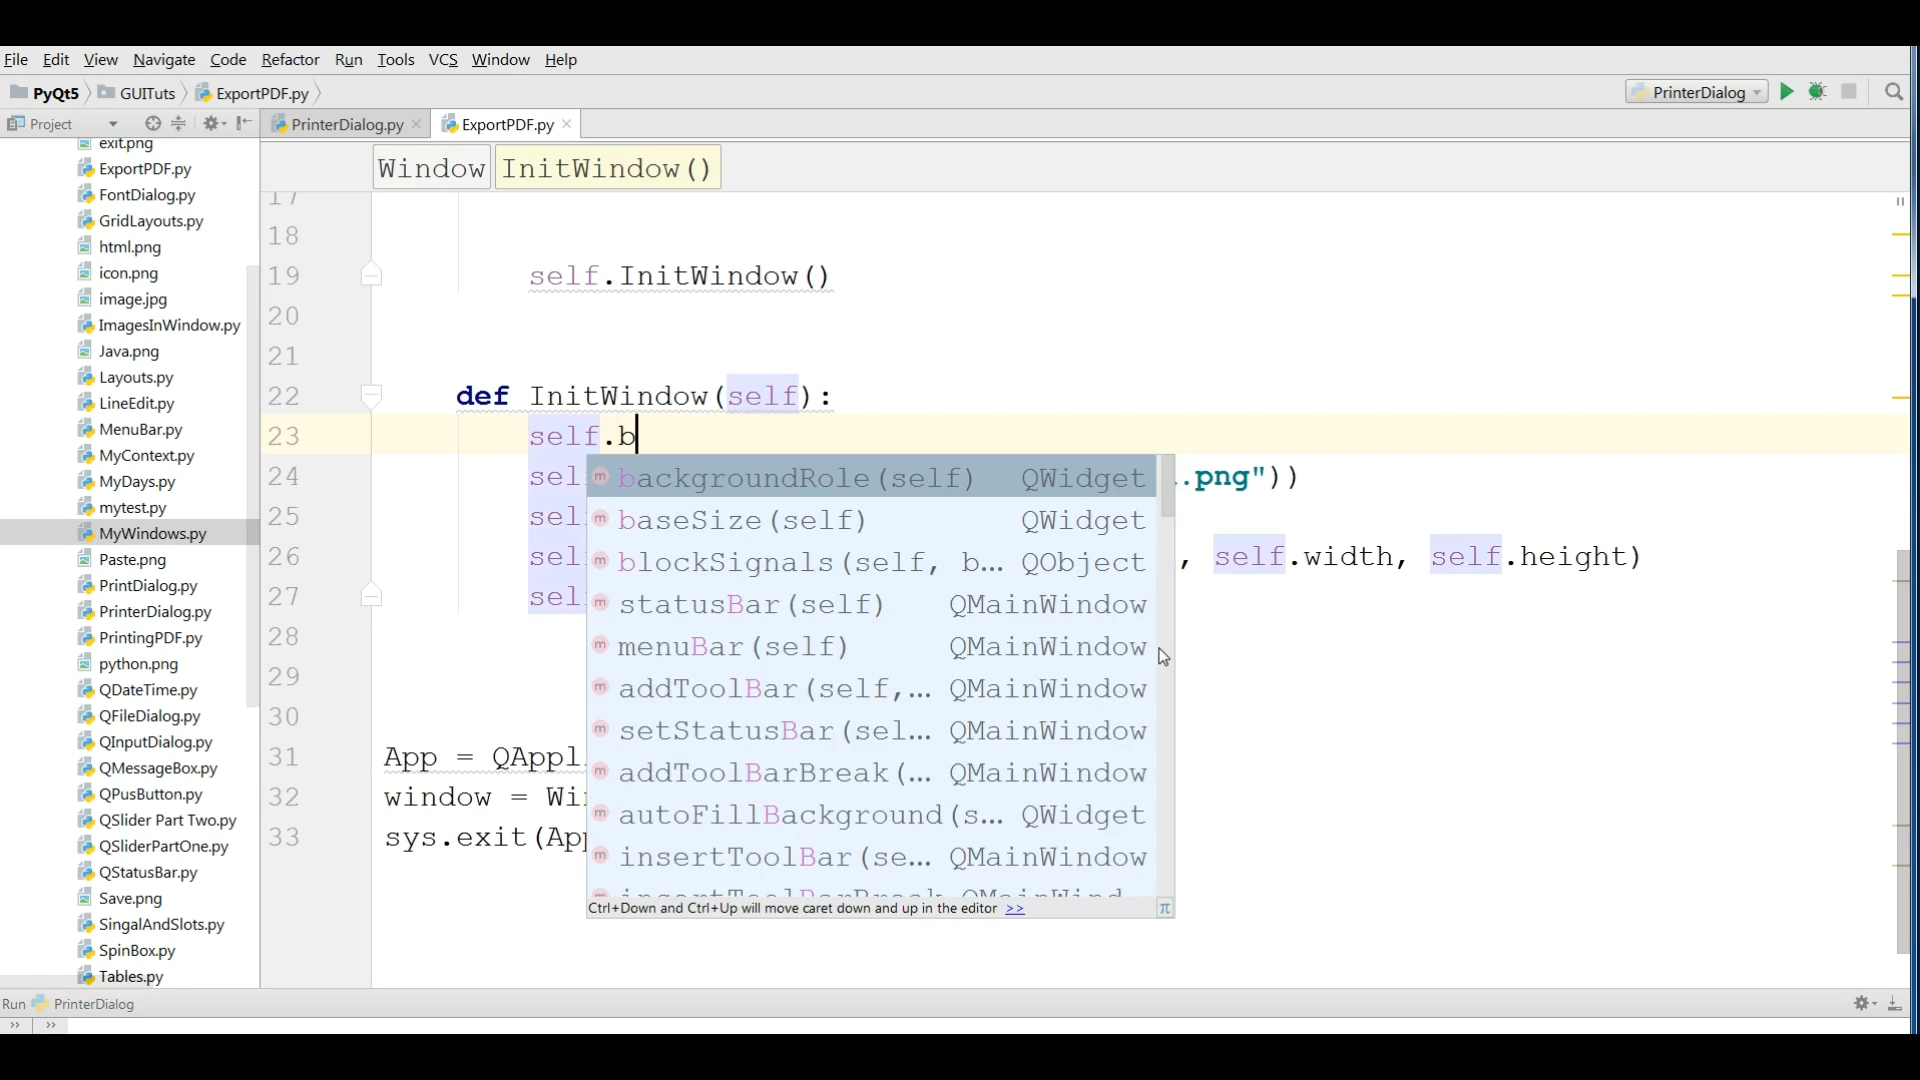 File Edit View Navigate Code Refactor Run Tools VCS Window Help
PyQt5 GUITuts ExportPDF.py PrinterDialog
Project PrinterDialog.py ExportPDF.py
Window InitWindow()
exit.png
ExportPDF.py
FontDialog.py
GridLayouts.py
html.png
icon.png
image.jpg
ImagesInWindow.py
Java.png
Layouts.py
LineEdit.py
MenuBar.py
MyContext.py
MyDays.py
mytest.py
MyWindows.py
Paste.png
PrintDialog.py
PrinterDialog.py
PrintingPDF.py
python.png
QDateTime.py
QFileDialog.py
QInputDialog.py
QMessageBox.py
QPusButton.py
QSlider Part Two.py
QSliderPartOne.py
QStatusBar.py
Save.png
SingalAndSlots.py
SpinBox.py
Tables.py
17
18
19 self.InitWindow()
20
21
22 def InitWindow(self):
23 self.b
24 sel .png"))
25 sel
26 sel , self.width, self.height)
27 sel
28
29
30
31 App = QAppl
32 window = Wi
33 sys.exit(Ap
backgroundRole(self) QWidget
baseSize(self) QWidget
blockSignals(self, b... QObject
statusBar(self) QMainWindow
menuBar(self) QMainWindow
addToolBar(self,... QMainWindow
setStatusBar(sel... QMainWindow
addToolBarBreak(... QMainWindow
autoFillBackground(s... QWidget
insertToolBar(se... QMainWindow
Ctrl+Down and Ctrl+Up will move caret down and up in the editor >>
Run PrinterDialog